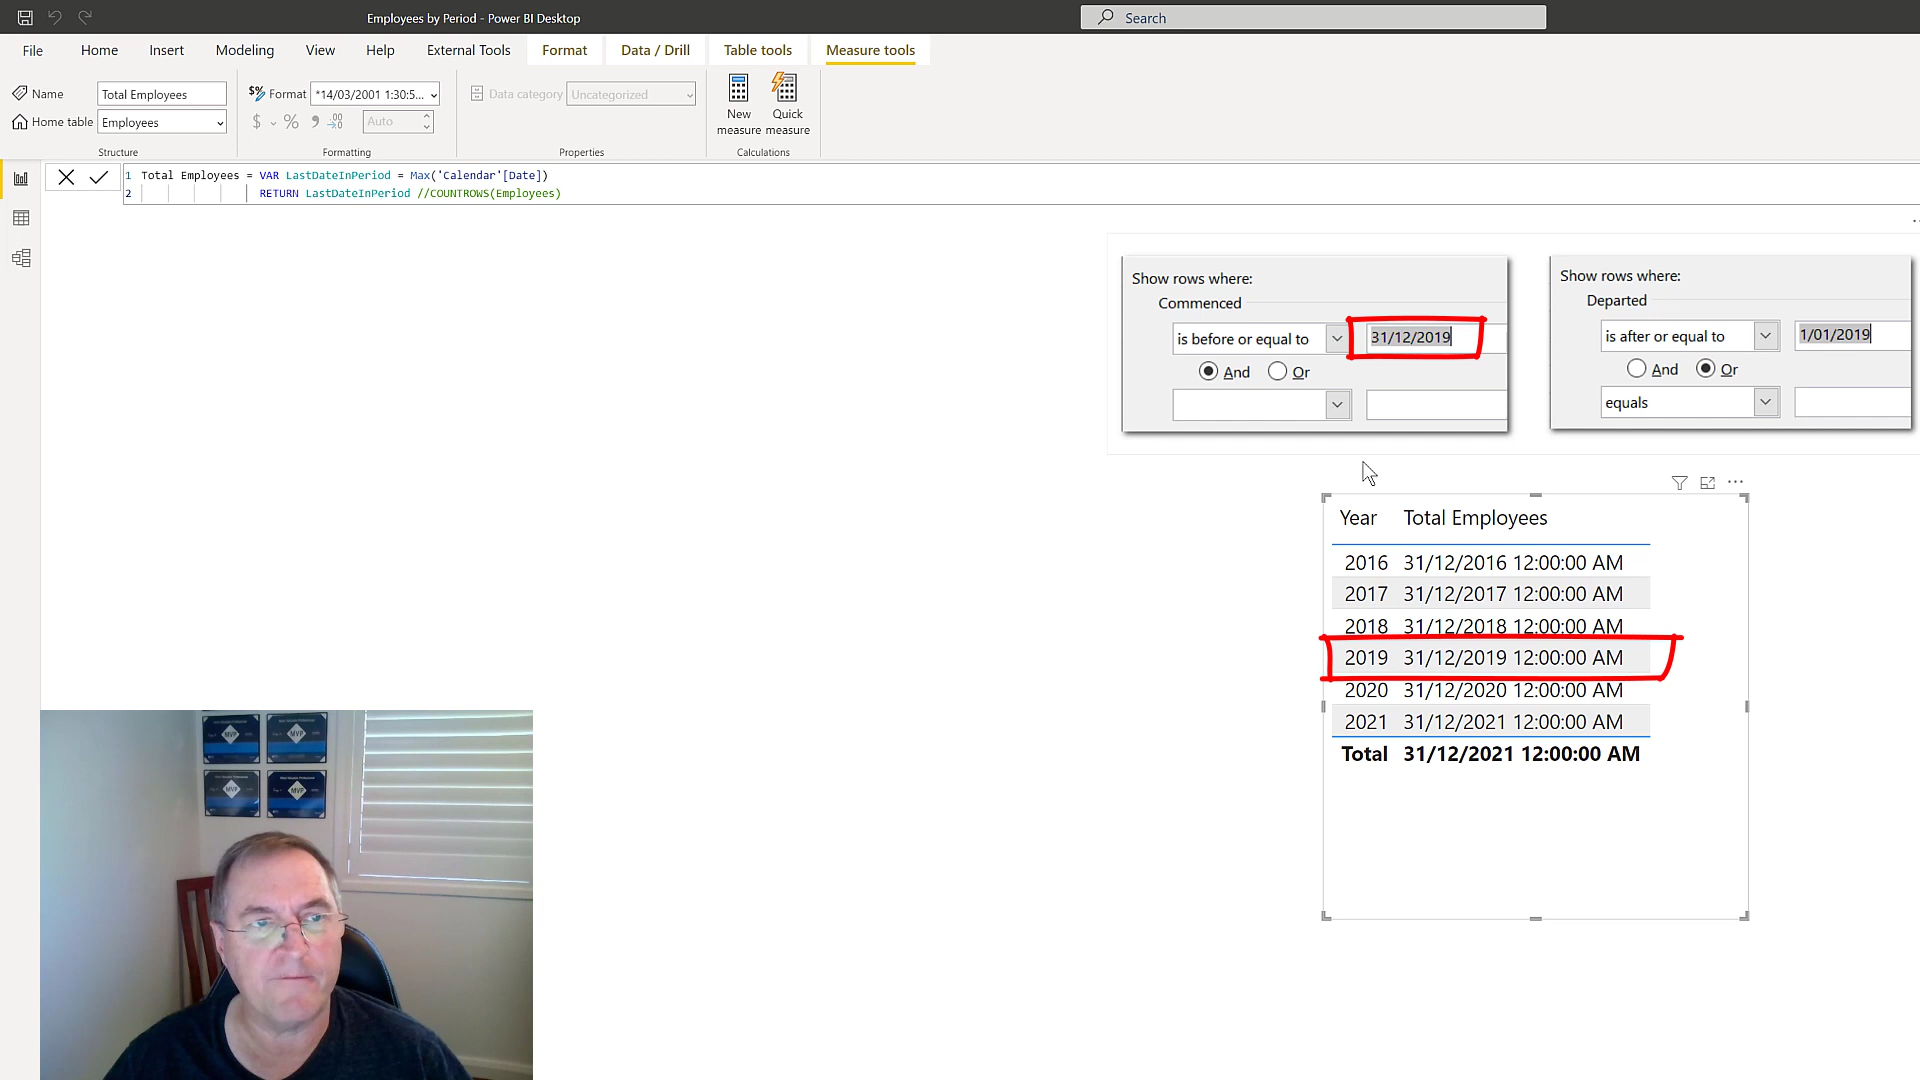 Employees by Period - Power BI Desktop
Search
File Home Insert Modeling View Help External Tools Format Data / Drill Table tools Measure tools
Name Total Employees
Home table Employees
Structure
$% Format *14/03/2001 1:30:5...
$ % 9 .00 Auto
Formatting
Data category Uncategorized
Properties
New measure
Quick measure
Calculations
1 Total Employees = VAR LastDateInPeriod = Max('Calendar'[Date])
2 RETURN LastDateInPeriod //COUNTROWS(Employees)
Show rows where:
Commenced
is before or equal to 31/12/2019
And Or
Show rows where:
Departed
is after or equal to 1/01/2019
And Or
equals
Year Total Employees
2016 31/12/2016 12:00:00 AM
2017 31/12/2017 12:00:00 AM
2018 31/12/2018 12:00:00 AM
2019 31/12/2019 12:00:00 AM
2020 31/12/2020 12:00:00 AM
2021 31/12/2021 12:00:00 AM
Total 31/12/2021 12:00:00 AM
MVP
MVP
MVP
MVP